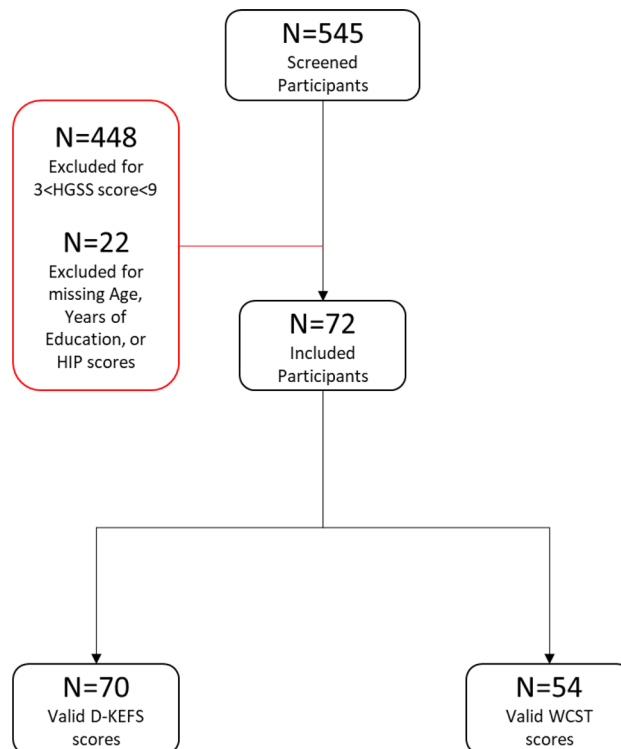 N=545
Screened
Participants
N=448
Excluded for
3<HGSS score<9
N=22
Excluded for
missing Age,
Years of
Education, or
HIP scores
N=72
Included
Participants
N=70
Valid D-KEFS
scores
N=54
Valid WCST
scores